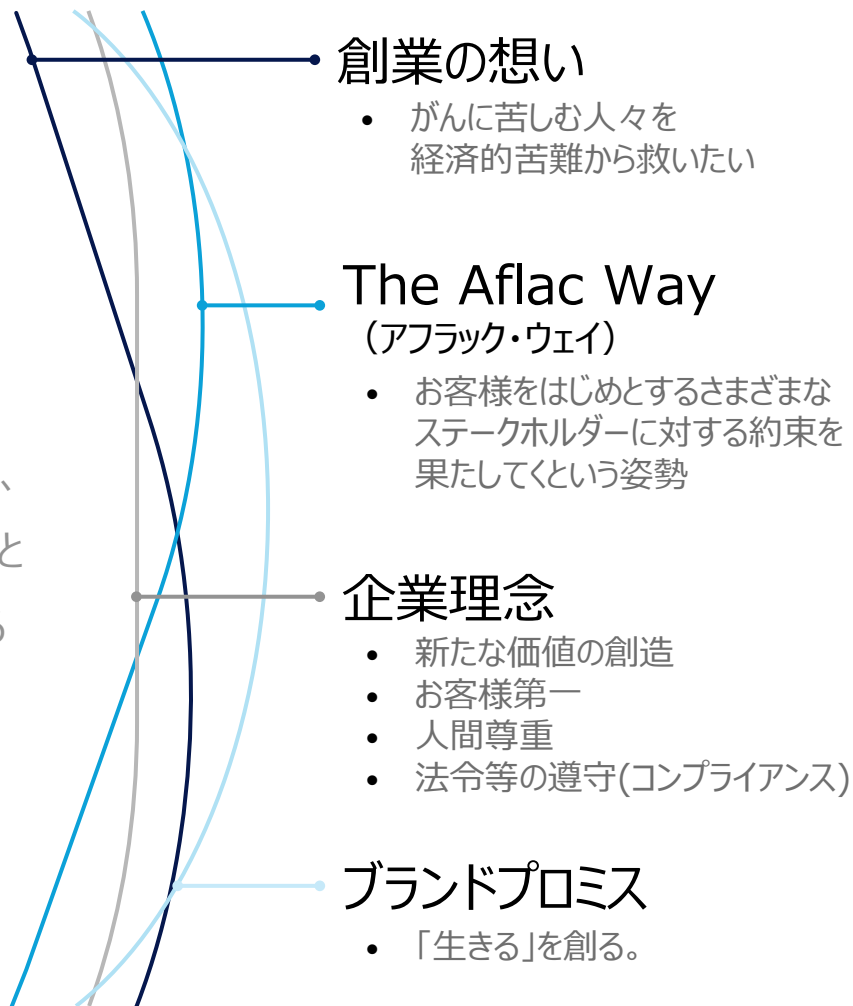 創業の想い
• がんに苦しむ人々を
経済的苦難から救いたい
The Aflac Way
（アフラック・ウェイ）
• お客様をはじめとするさまざまな
ステークホルダーに対する約束を
果たしてくという姿勢
、
と
企業理念
• 新たな価値の創造
• お客様第一
• 人間尊重
• 法令等の遵守(コンプライアンス)
ブランドプロミス
• 「生きる」を創る。